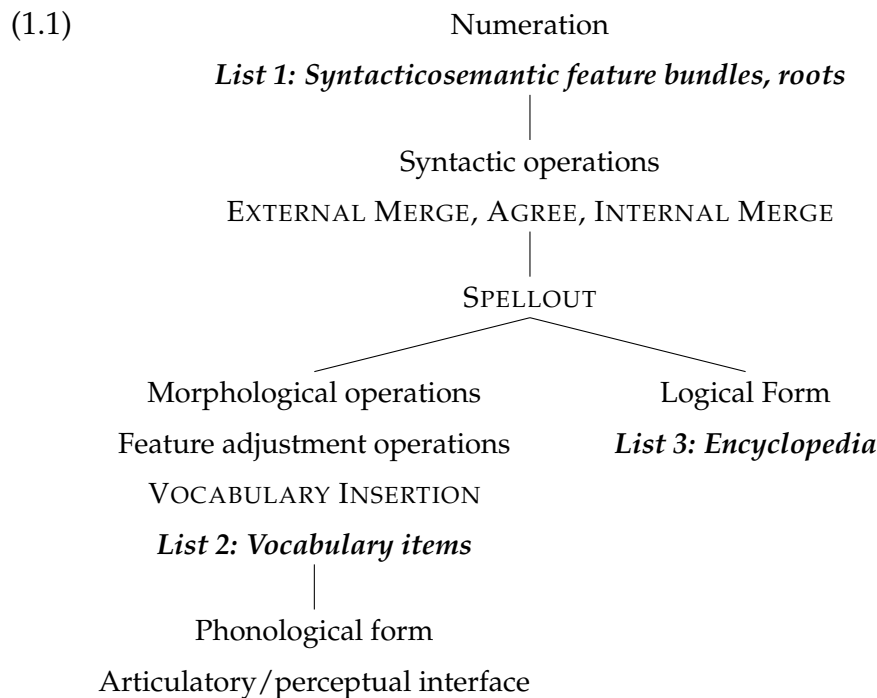 (1.1) Numeration
List 1: Syntacticosemantic feature bundles, roots
Syntactic operations
EXTERNAL MERGE, AGREE, INTERNAL MERGE
SPELLOUT
Morphological operations Logical Form
Feature adjustment operations List 3: Encyclopedia
VOCABULARY INSERTION
List 2: Vocabulary items
Phonological form
Articulatory/perceptual interface